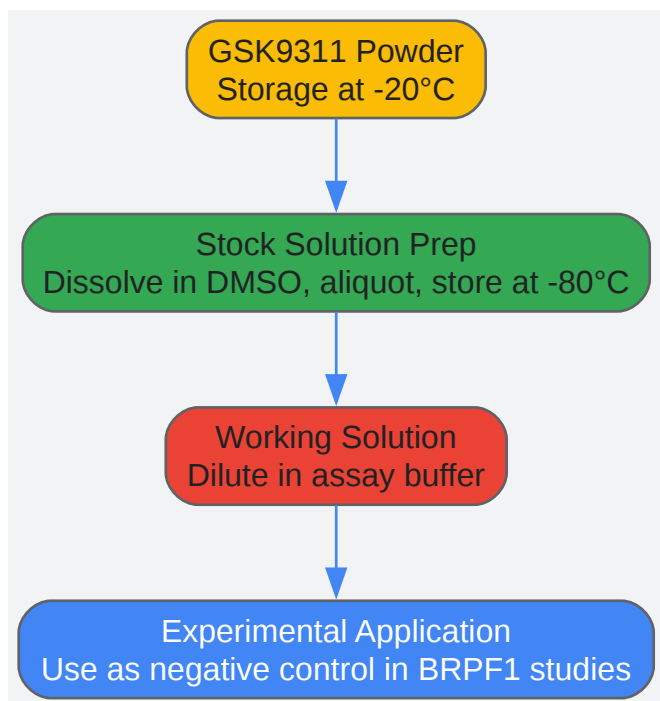 GSK9311 Powder
Storage at -20°C
Stock Solution Prep
Dissolve in DMSO, aliquot, store at -80°C
Working Solution
Dilute in assay buffer
Experimental Application
Use as negative control in BRPF1 studies